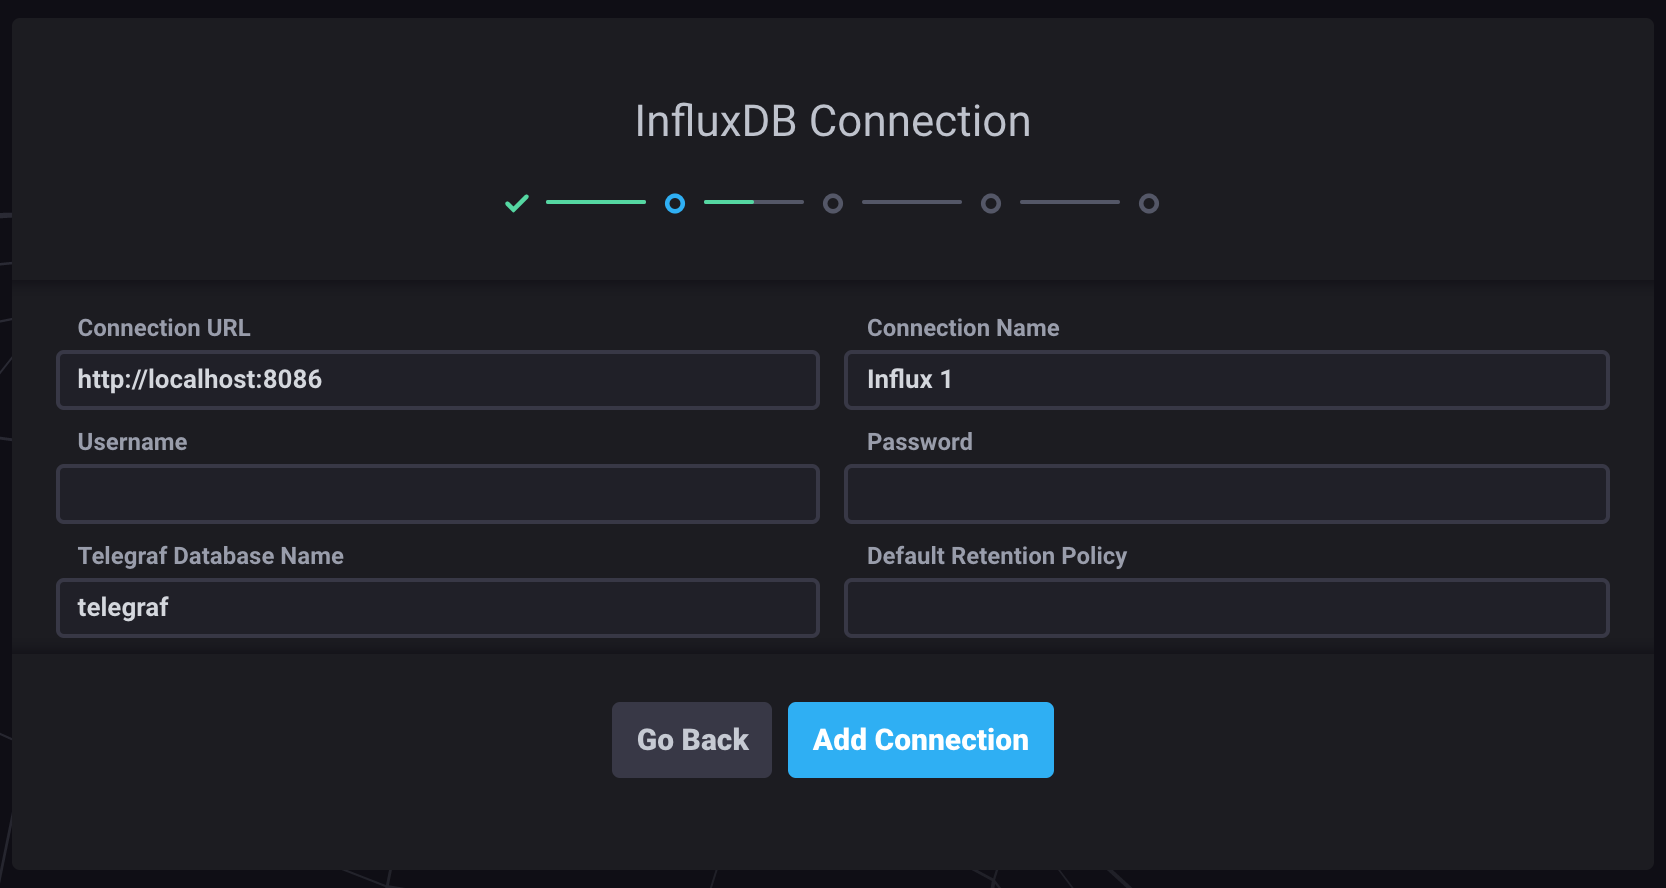 InfluxDB Connection
Connection URL
http://localhost:8086
Connection Name
Influx 1
Username
Password
Telegraf Database Name
telegraf
Default Retention Policy
Go Back
Add Connection